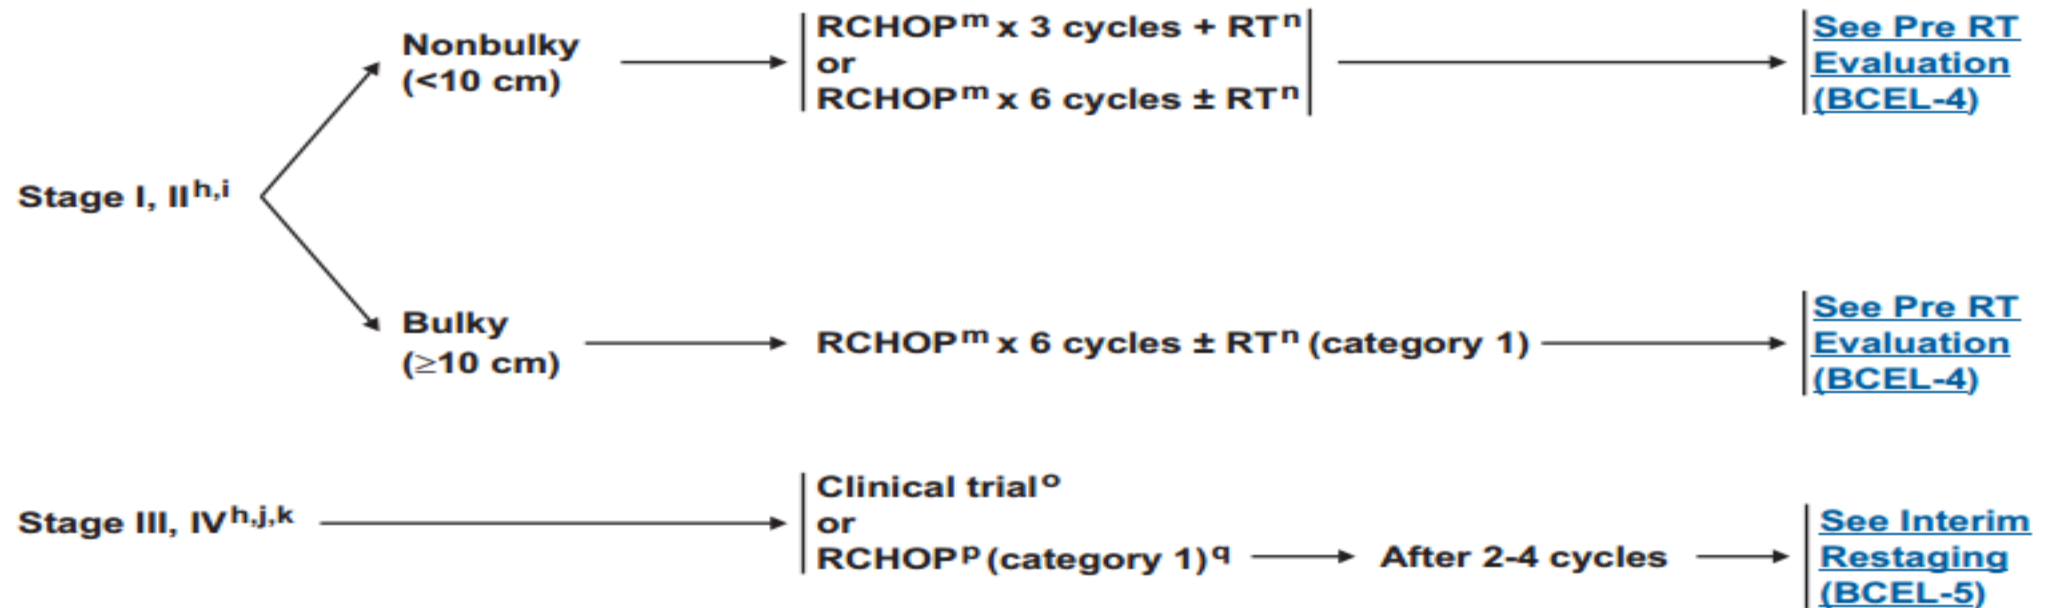 Nonbulky
(<10 cm)
RCHOPᵐ x 3 cycles + RTⁿ
or
RCHOPᵐ x 6 cycles ± RTⁿ
See Pre RT
Evaluation
(BCEL-4)
Stage I, IIʰ,ⁱ
Bulky
(≥10 cm)
RCHOPᵐ x 6 cycles ± RTⁿ (category 1)
See Pre RT
Evaluation
(BCEL-4)
Stage III, IVʰ,ʲ,ᵏ
Clinical trialᵒ
or
RCHOPᵖ (category 1)q
After 2-4 cycles
See Interim
Restaging
(BCEL-5)